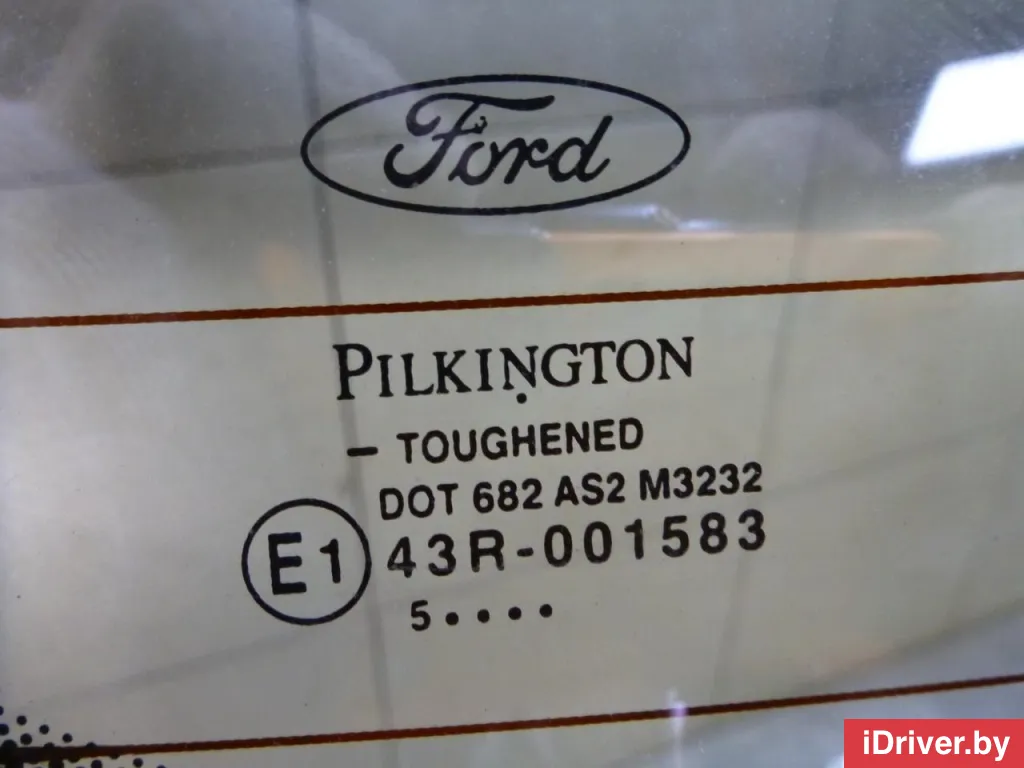 Ford
PILKINGTON
- TOUGHENED
DOT 682 AS2 M3232
E1 43R-001583
5••••
iDriver.by